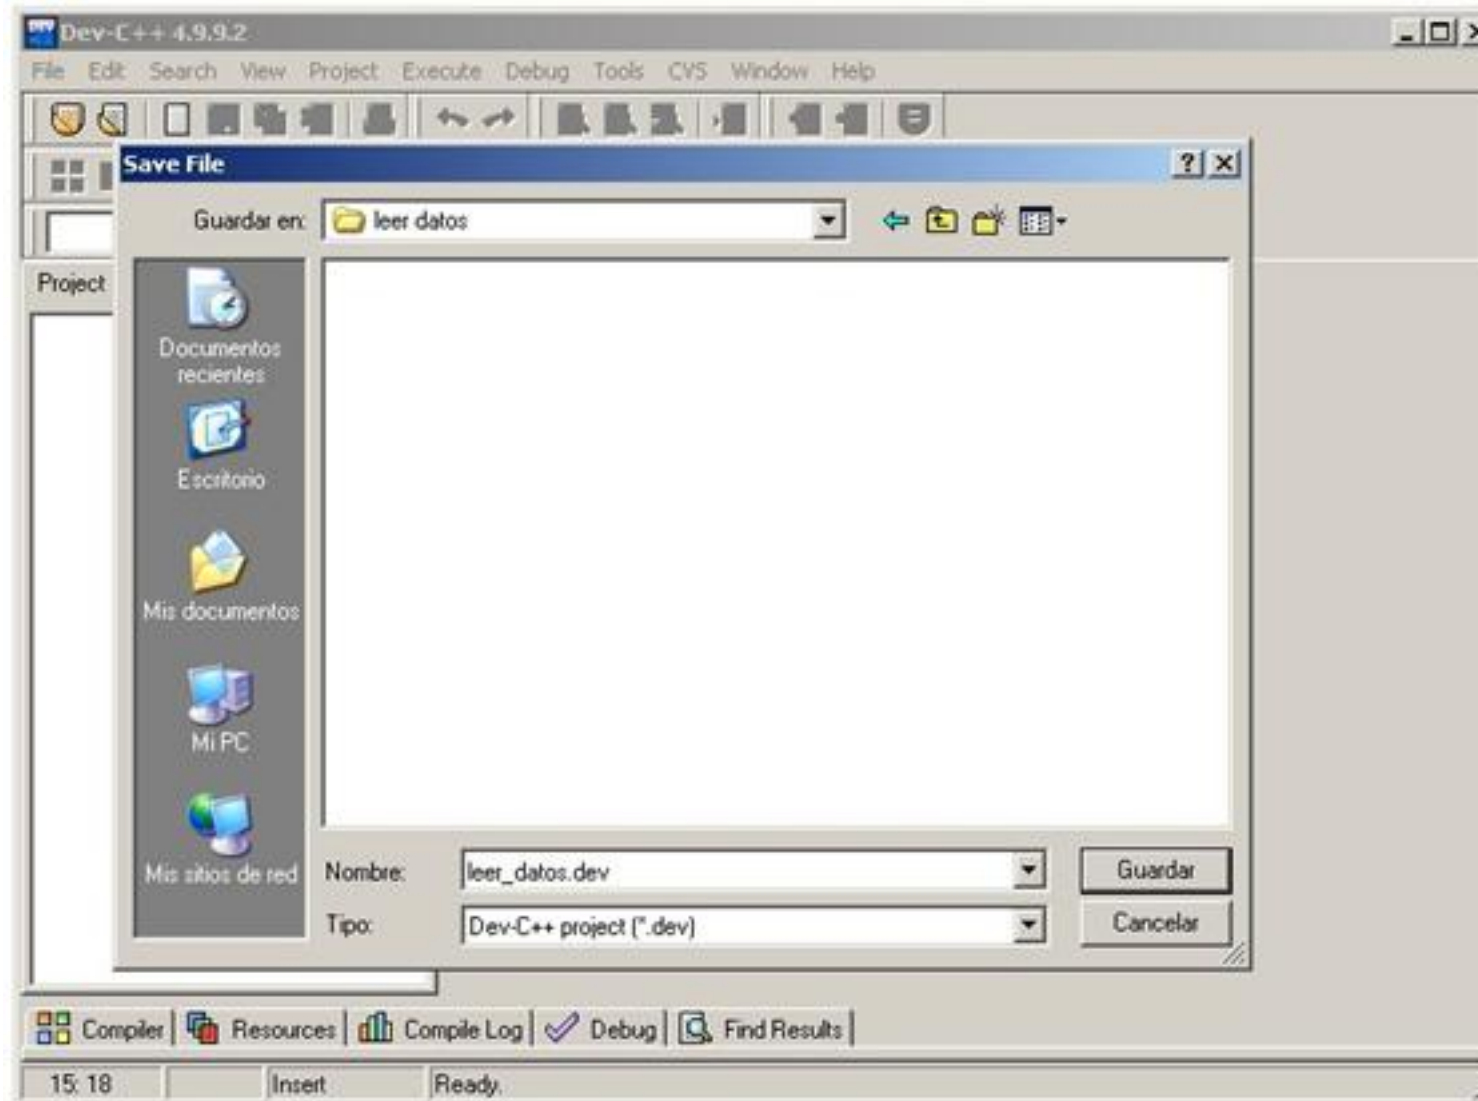 Dev-C++ 4.9.9.2
File Edit Search View Project Execute Debug Tools CVS Window Help
Save File
Guardar en: leer datos
Project
Documentos
recientes
Escritorio
Mis documentos
Mi PC
Mis sitios de red
Nombre: leer_datos.dev Guardar
Tipo: Dev-C++ project (*.dev) Cancelar
Compiler Resources Compile Log Debug Find Results
15: 18 Insert Ready.